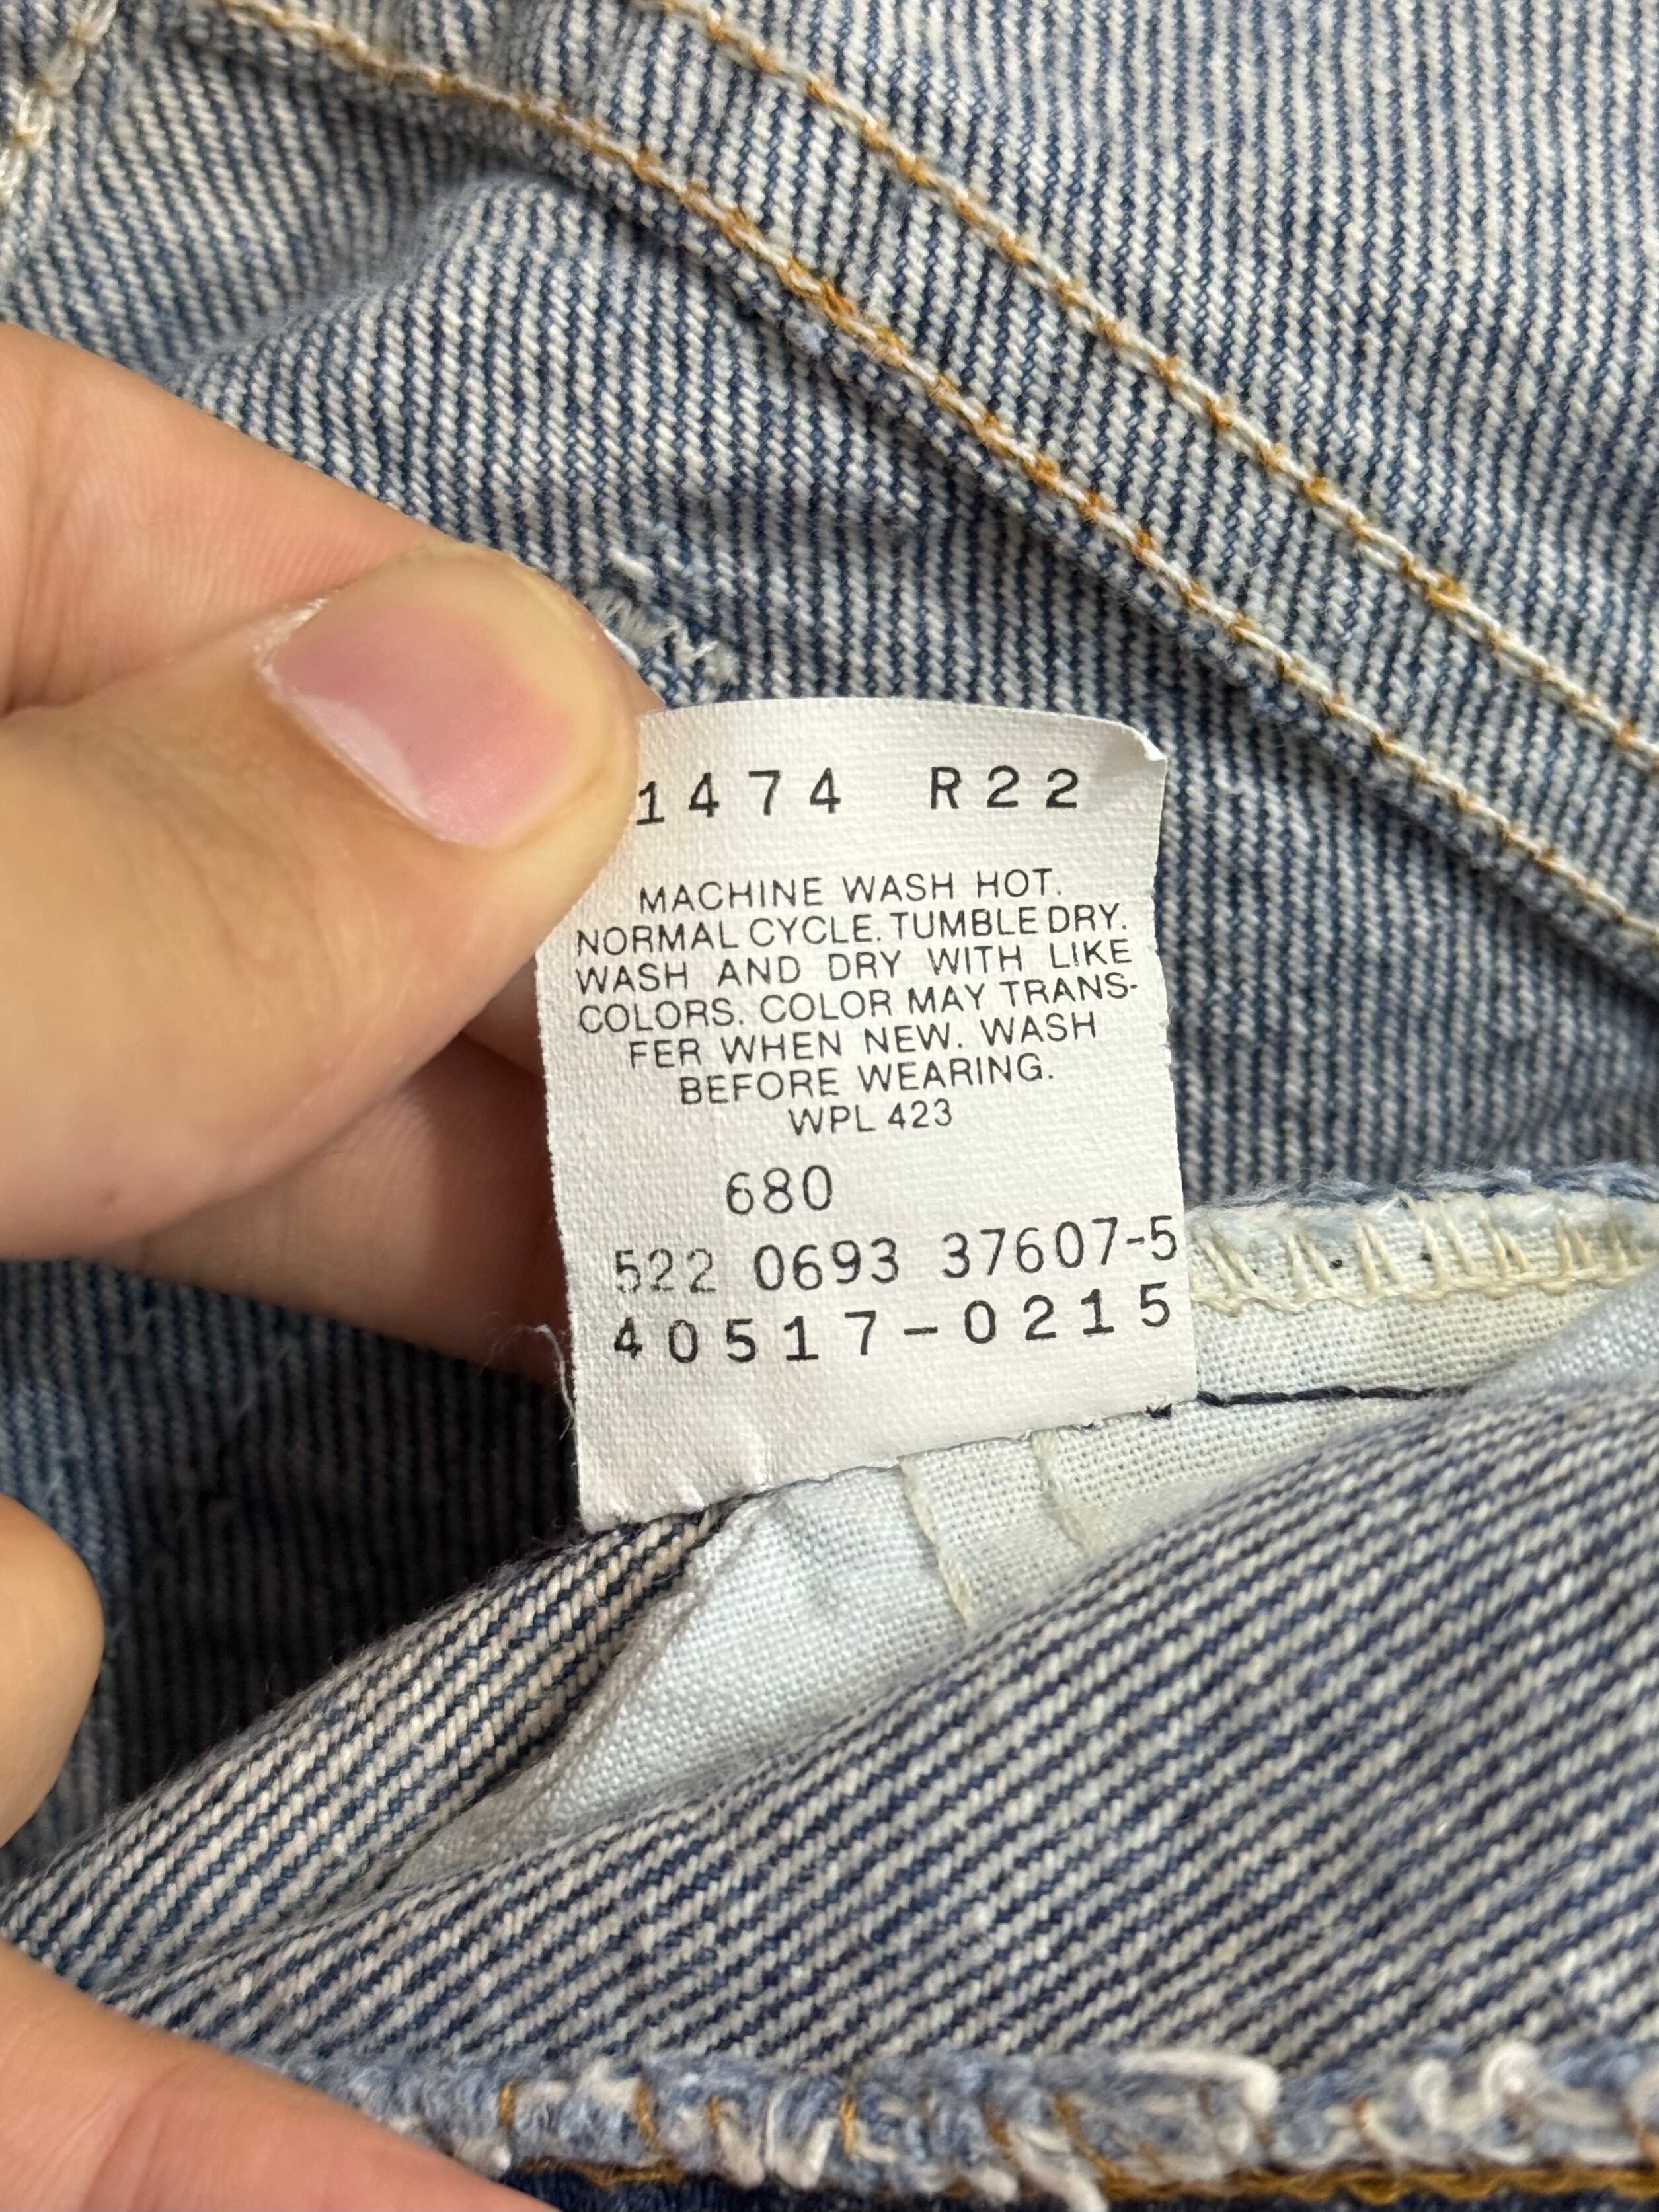 1474 R22
MACHINE WASH HOT.
NORMAL CYCLE. TUMBLE DRY.
WASH AND DRY WITH LIKE
COLORS. COLOR MAY TRANS-
FER WHEN NEW. WASH
BEFORE WEARING.
WPL 423
680
522 0693 37607-5
40517-0215